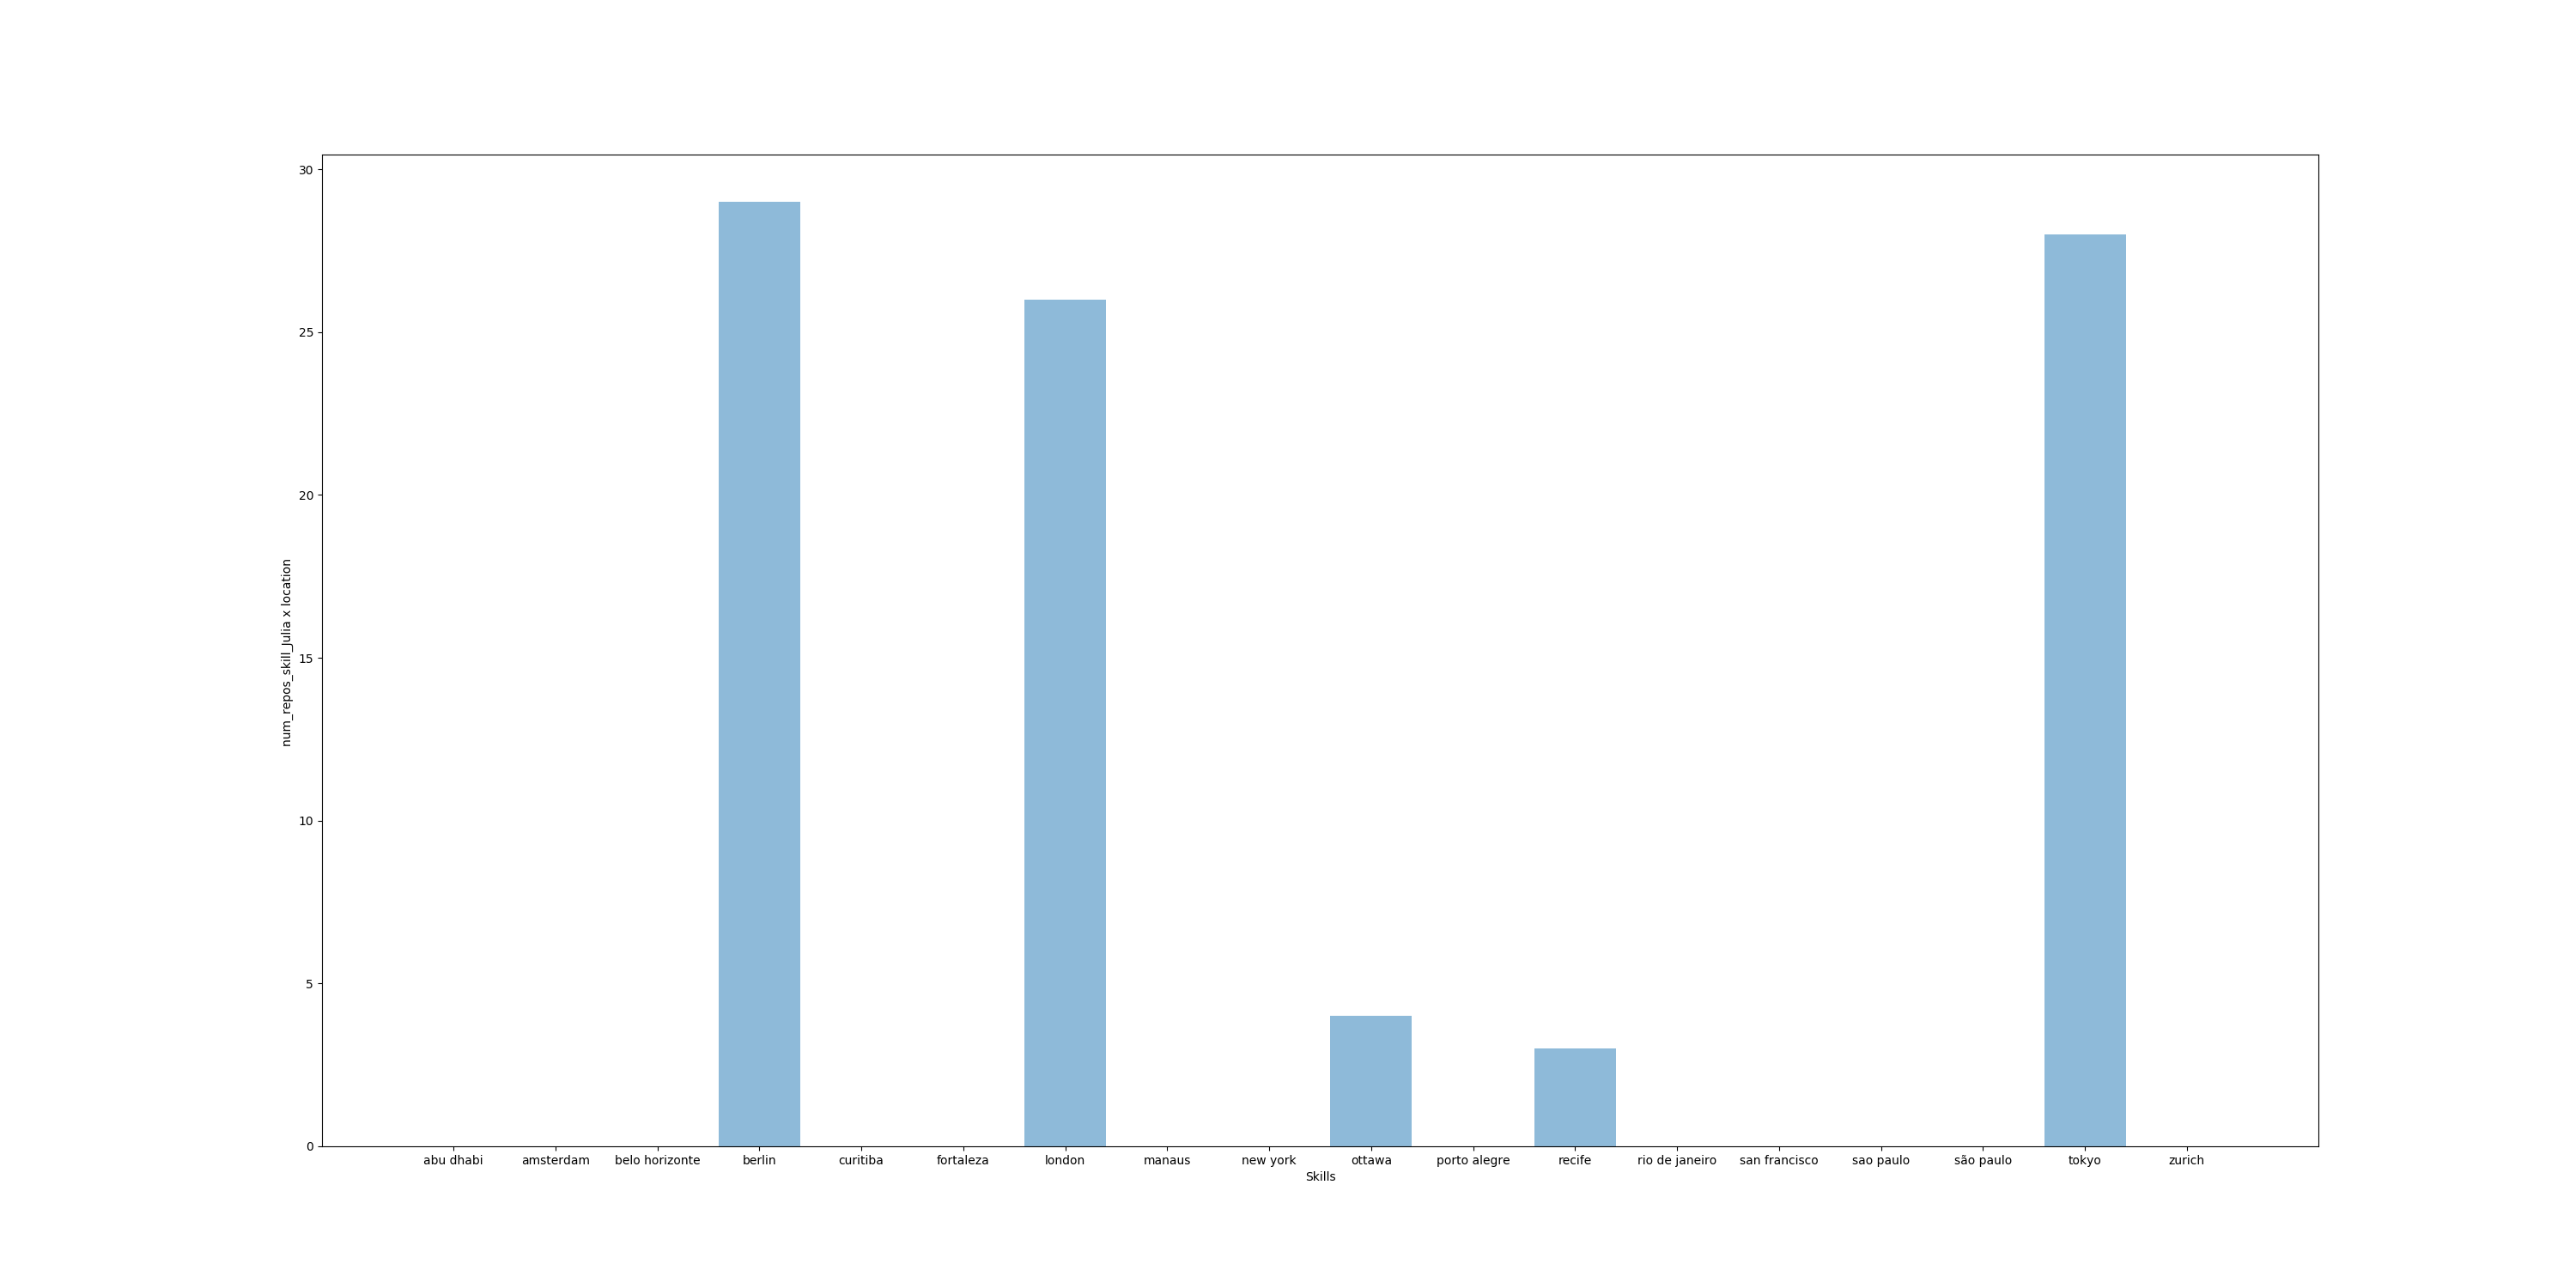 30
25
20
15
10
5
0
num_repos_skill_Julia x location
abu dhabi amsterdam belo horizonte berlin curitiba fortaleza london manaus new york ottawa porto alegre recife rio de janeiro san francisco sao paulo são paulo tokyo zurich
Skills